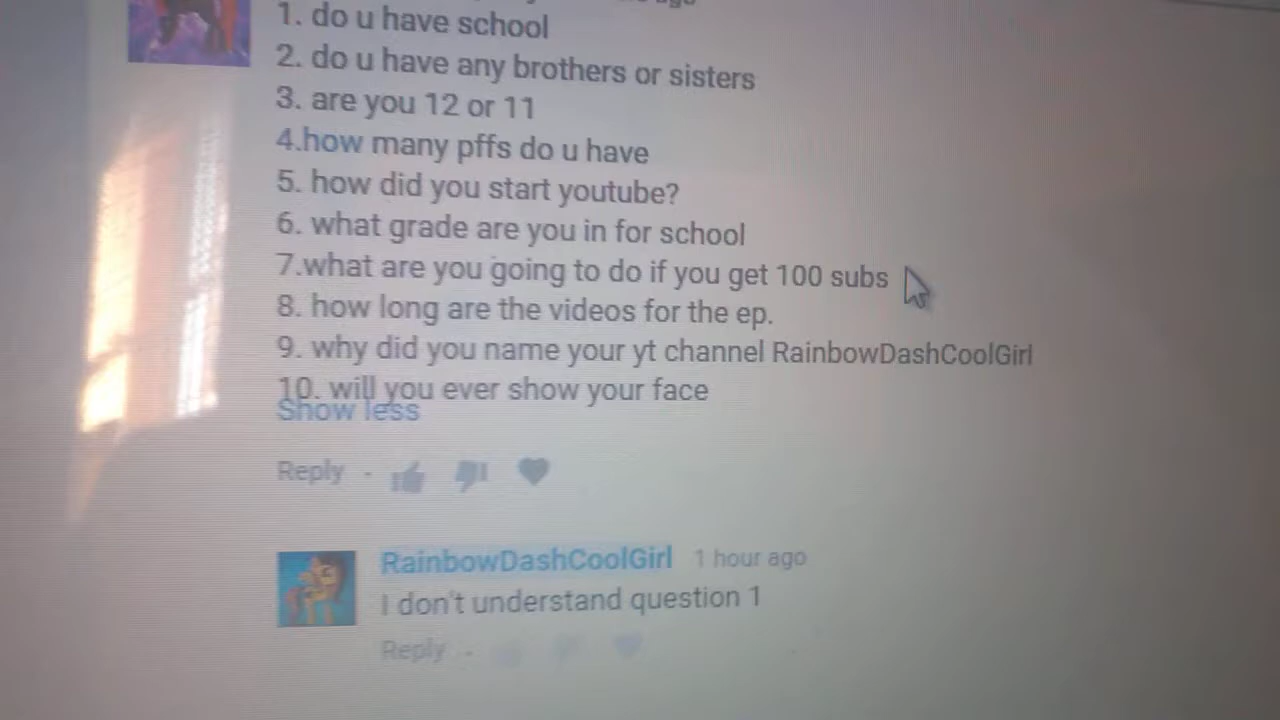 1. do u have school
2. do u have any brothers or sisters
3. are you 12 or 11
4.how many pffs do u have
5. how did you start youtube?
6. what grade are you in for school
7.what are you going to do if you get 100 subs
8. how long are the videos for the ep.
9. why did you name your yt channel RainbowDashCoolGirl
10. will you ever show your face
Show less
Reply
RainbowDashCoolGirl 1 hour ago
I don't understand question 1
Reply